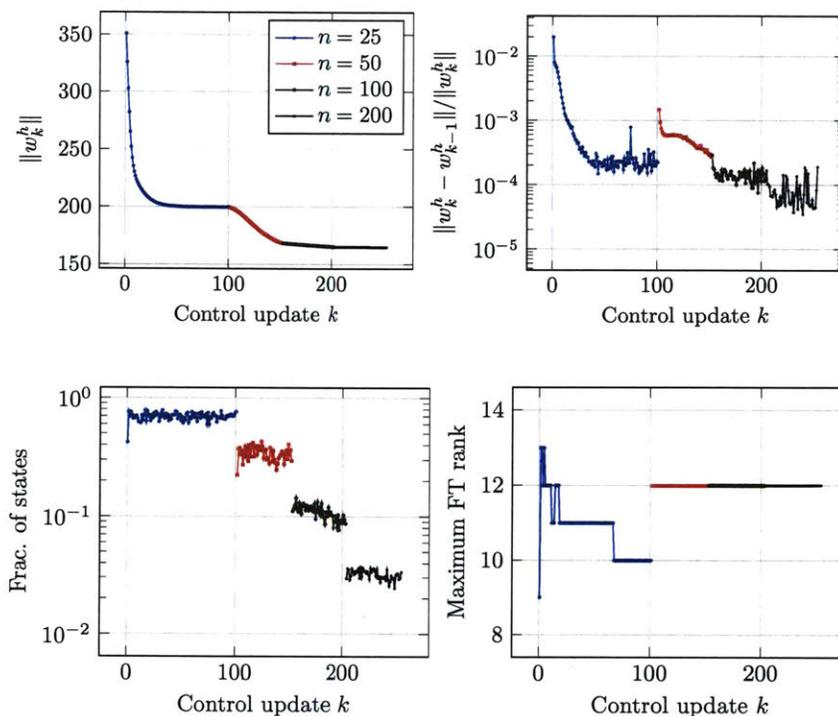 350
300
250
200
150
‖w_k^h‖
n = 25
n = 50
n = 100
n = 200
0
100
200
Control update k
10^{-2}
10^{-3}
10^{-4}
10^{-5}
‖w_k^h − w_{k−1}^h‖/‖w_k^h‖
0
100
200
Control update k
10^0
10^{-1}
10^{-2}
Frac. of states
0
100
200
Control update k
14
12
10
8
Maximum FT rank
0
100
200
Control update k